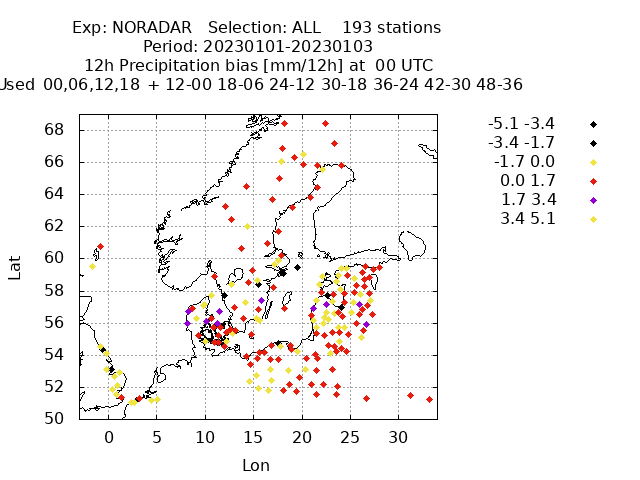 Exp: NORADAR Selection: ALL 193 stations
Period: 20230101-20230103
12h Precipitation bias [mm/12h] at 00 UTC
Used 00,06,12,18 + 12-00 18-06 24-12 30-18 36-24 42-30 48-36
-5.1 -3.4
-3.4 -1.7
-1.7 0.0
0.0 1.7
1.7 3.4
3.4 5.1
68
66
64
62
60
58
56
54
52
50
Lat
0 5 10 15 20 25 30
Lon